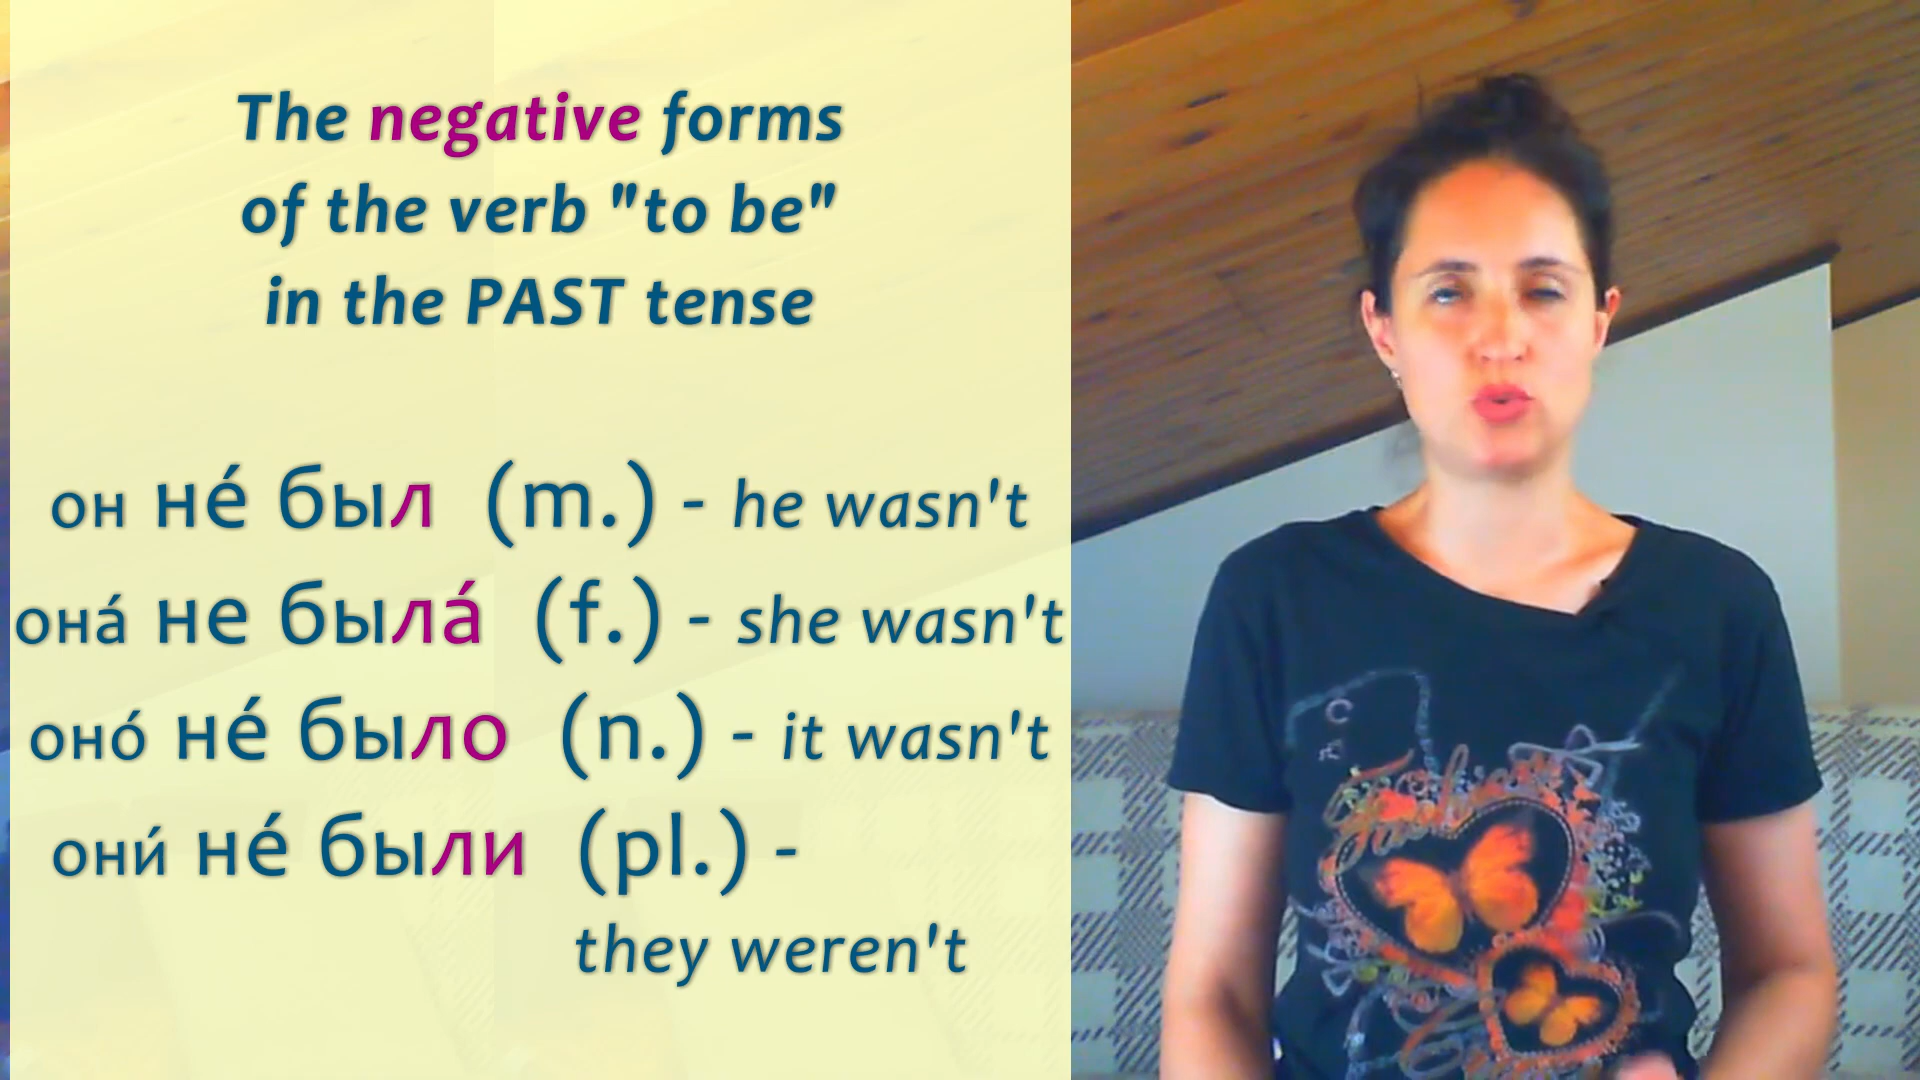 The negative forms
of the verb "to be"
in the PAST tense
он не́ был (m.) - he wasn't
она́ не была́ (f.) - she wasn't
оно́ не́ было (n.) - it wasn't
они́ не́ были (pl.) -
they weren't